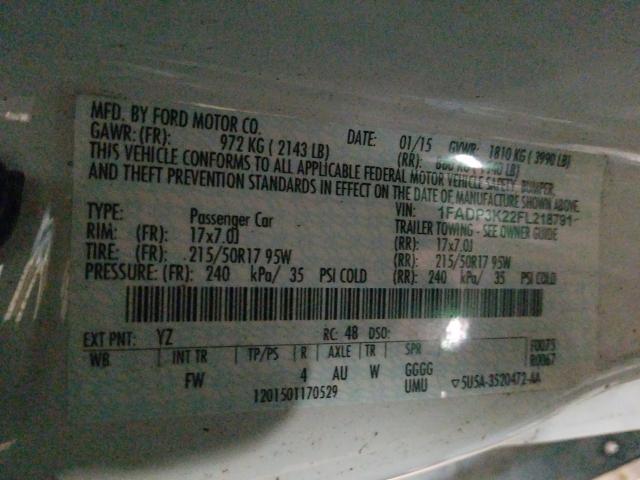 MFD. BY FORD MOTOR CO.
DATE: 01/15 GVWR: 1810 KG ( 3990 LB)
GAWR: (FR): 972 KG ( 2143 LB) (RR): LB)
THIS VEHICLE CONFORMS TO ALL APPLICABLE FEDERAL MOTOR VEHICLE SAFETY, BUMPER,
AND THEFT PREVENTION STANDARDS IN EFFECT ON THE DATE OF MANUFACTURE SHOWN ABOVE.
VIN: 1FADP3K22FL218791
TYPE: Passenger Car TRAILER TOWING - SEE OWNER GUIDE
RIM: (FR): 17x7.0J (RR): 17x7.0J
TIRE: (FR): 215/50R17 95W (RR): 215/50R17 95W
PRESSURE: (FR): 240 kPa/ 35 PSI COLD (RR): 240 kPa/ 35 PSI COLD
EXT PNT: YZ RC: 48 DSO:
WB INT TR TP/PS R AXLE TR SPR
FW 4 AU W GGGG
UMU
1201501170529
▽5U5A-3520472-AA